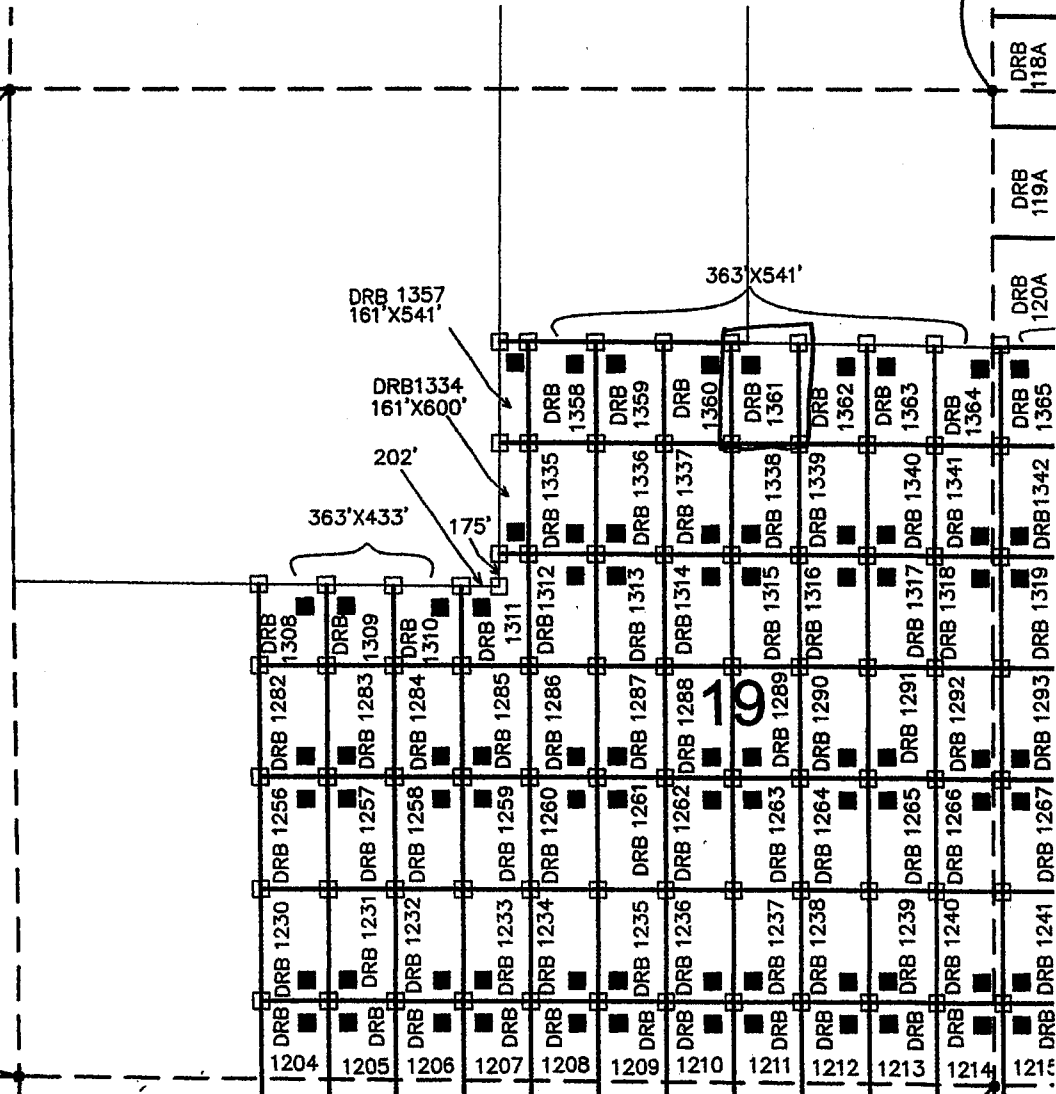 DRB
118A
DRB
119A
DRB
120A
363'X541'
DRB 1357
161'X541'
DRB
1358
DRB
1359
DRB
1360
DRB
1361
DRB
1362
DRB
1363
DRB
1364
DRB
1365
DRB1334
161'X600'
202'
175'
363'X433'
DRB 1335
DRB 1336
DRB 1337
DRB 1338
DRB 1339
DRB 1340
DRB 1341
DRB1342
DRB
1308
DRB
1309
DRB
1310
DRB
1311
DRB1312
DRB 1313
DRB 1314
DRB 1315
DRB 1316
DRB 1317
DRB 1318
DRB 1319
19
DRB 1282
DRB 1283
DRB 1284
DRB 1285
DRB 1286
DRB 1287
DRB 1288
DRB 1289
DRB 1290
DRB 1291
DRB 1292
DRB 1293
DRB 1256
DRB 1257
DRB 1258
DRB 1259
DRB 1260
DRB 1261
DRB 1262
DRB 1263
DRB 1264
DRB 1265
DRB 1266
DRB 1267
DRB 1230
DRB 1231
DRB 1232
DRB 1233
DRB 1234
DRB 1235
DRB 1236
DRB 1237
DRB 1238
DRB 1239
DRB 1240
DRB 1241
DRB
1204
DRB
1205
DRB
1206
DRB
1207
DRB
1208
DRB
1209
DRB
1210
DRB
1211
DRB
1212
DRB
1213
DRB
1214
DRB
1215